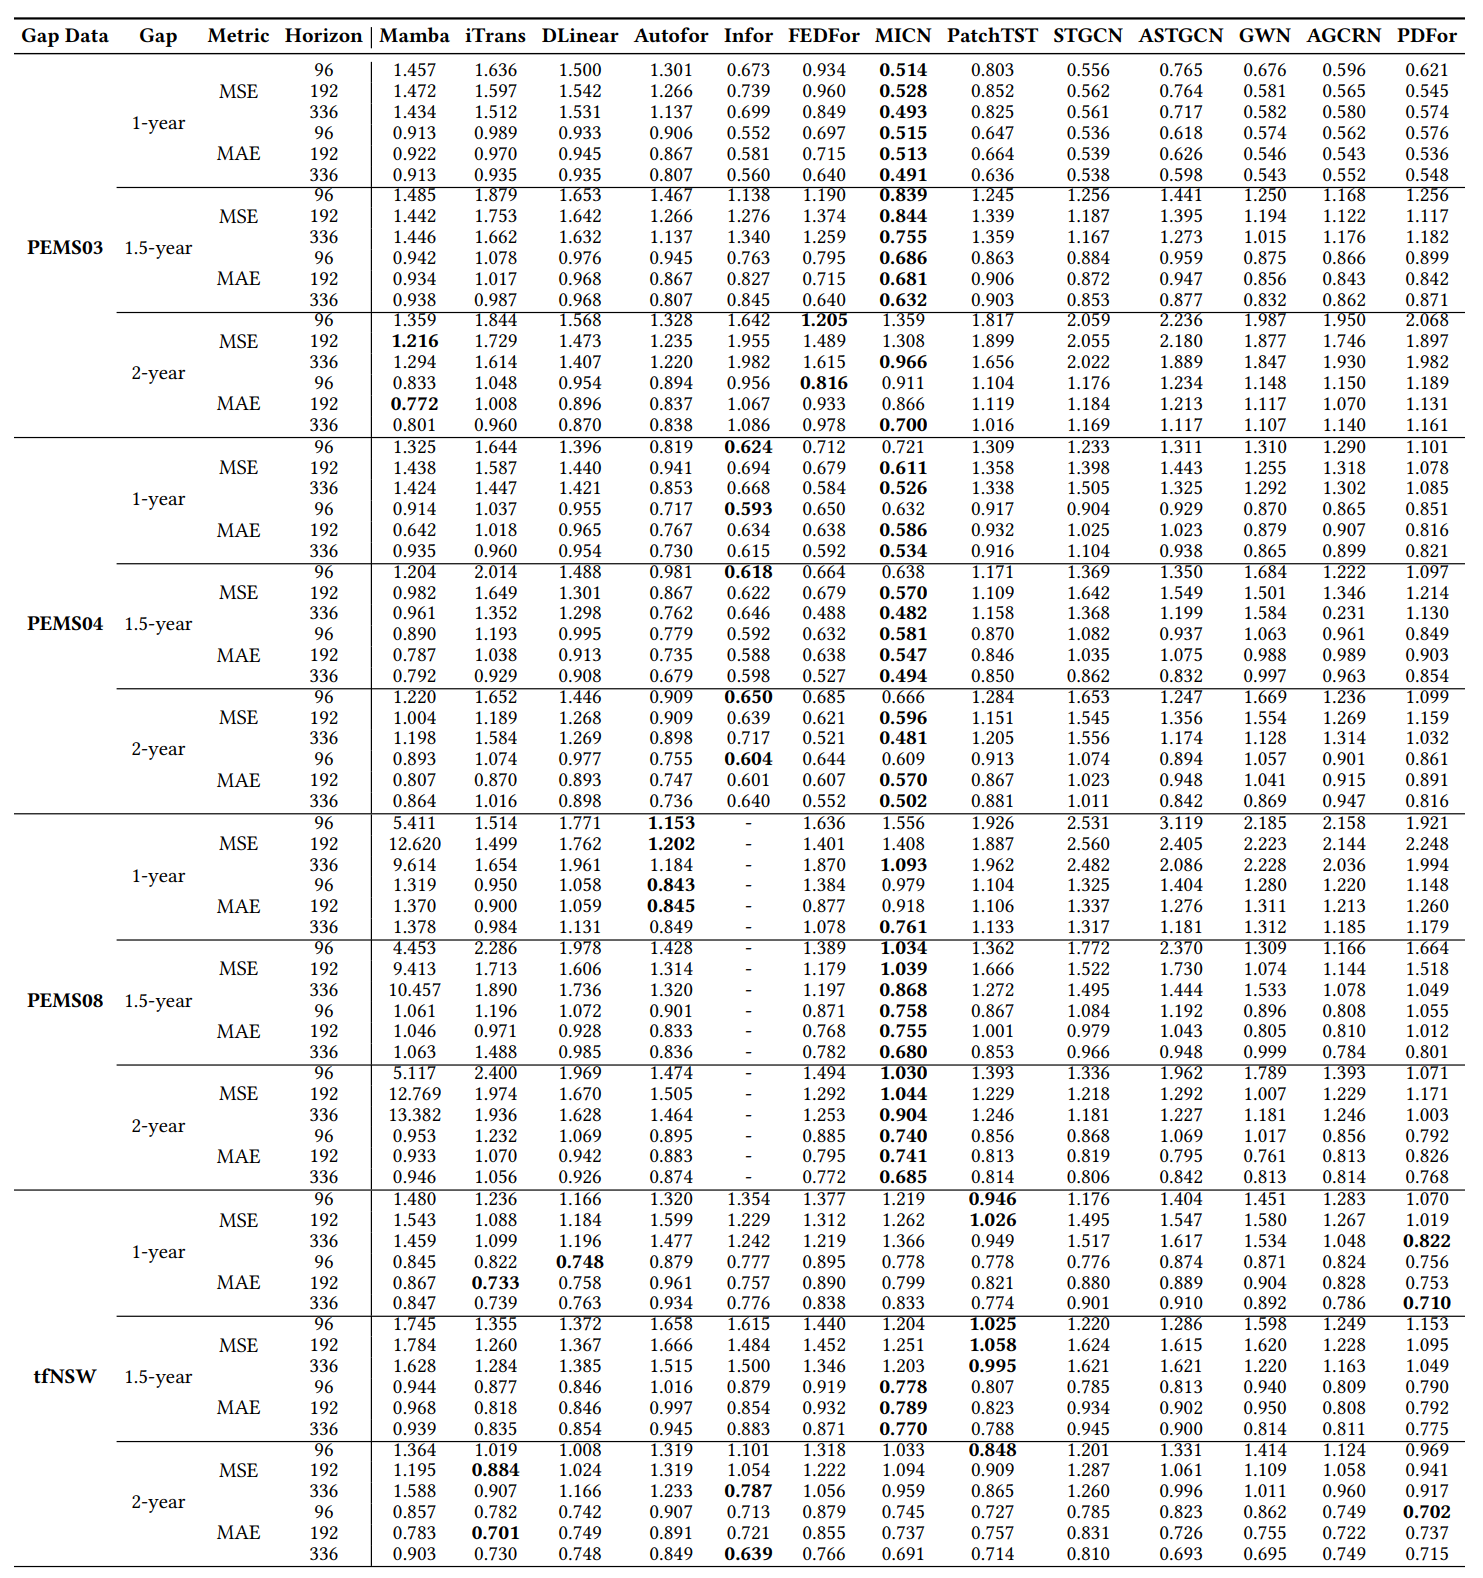 Gap Data Gap Metric Horizon Mamba iTrans DLinear Autofor Infor FEDFor MICN PatchTST STGCN ASTGCN GWN AGCRN PDFor
96 1.457 1.636 1.500 1.301 0.673 0.934 0.514 0.803 0.556 0.765 0.676 0.596 0.621
MSE 192 1.472 1.597 1.542 1.266 0.739 0.960 0.528 0.852 0.562 0.764 0.581 0.565 0.545
336 1.434 1.512 1.531 1.137 0.699 0.849 0.493 0.825 0.561 0.717 0.582 0.580 0.574
1-year
96 0.913 0.989 0.933 0.906 0.552 0.697 0.515 0.647 0.536 0.618 0.574 0.562 0.576
MAE 192 0.922 0.970 0.945 0.867 0.581 0.715 0.513 0.664 0.539 0.626 0.546 0.543 0.536
336 0.913 0.935 0.935 0.807 0.560 0.640 0.491 0.636 0.538 0.598 0.543 0.552 0.548
96 1.485 1.879 1.653 1.467 1.138 1.190 0.839 1.245 1.256 1.441 1.250 1.168 1.256
MSE 192 1.442 1.753 1.642 1.266 1.276 1.374 0.844 1.339 1.187 1.395 1.194 1.122 1.117
336 1.446 1.662 1.632 1.137 1.340 1.259 0.755 1.359 1.167 1.273 1.015 1.176 1.182
PEMS03 1.5-year
96 0.942 1.078 0.976 0.945 0.763 0.795 0.686 0.863 0.884 0.959 0.875 0.866 0.899
MAE 192 0.934 1.017 0.968 0.867 0.827 0.715 0.681 0.906 0.872 0.947 0.856 0.843 0.842
336 0.938 0.987 0.968 0.807 0.845 0.640 0.632 0.903 0.853 0.877 0.832 0.862 0.871
96 1.359 1.844 1.568 1.328 1.642 1.205 1.359 1.817 2.059 2.236 1.987 1.950 2.068
MSE 192 1.216 1.729 1.473 1.235 1.955 1.489 1.308 1.899 2.055 2.180 1.877 1.746 1.897
336 1.294 1.614 1.407 1.220 1.982 1.615 0.966 1.656 2.022 1.889 1.847 1.930 1.982
2-year
96 0.833 1.048 0.954 0.894 0.956 0.816 0.911 1.104 1.176 1.234 1.148 1.150 1.189
MAE 192 0.772 1.008 0.896 0.837 1.067 0.933 0.866 1.119 1.184 1.213 1.117 1.070 1.131
336 0.801 0.960 0.870 0.838 1.086 0.978 0.700 1.016 1.169 1.117 1.107 1.140 1.161
96 1.325 1.644 1.396 0.819 0.624 0.712 0.721 1.309 1.233 1.311 1.310 1.290 1.101
MSE 192 1.438 1.587 1.440 0.941 0.694 0.679 0.611 1.358 1.398 1.443 1.255 1.318 1.078
336 1.424 1.447 1.421 0.853 0.668 0.584 0.526 1.338 1.505 1.325 1.292 1.302 1.085
1-year
96 0.914 1.037 0.955 0.717 0.593 0.650 0.632 0.917 0.904 0.929 0.870 0.865 0.851
MAE 192 0.642 1.018 0.965 0.767 0.634 0.638 0.586 0.932 1.025 1.023 0.879 0.907 0.816
336 0.935 0.960 0.954 0.730 0.615 0.592 0.534 0.916 1.104 0.938 0.865 0.899 0.821
96 1.204 2.014 1.488 0.981 0.618 0.664 0.638 1.171 1.369 1.350 1.684 1.222 1.097
MSE 192 0.982 1.649 1.301 0.867 0.622 0.679 0.570 1.109 1.642 1.549 1.501 1.346 1.214
336 0.961 1.352 1.298 0.762 0.646 0.488 0.482 1.158 1.368 1.199 1.584 0.231 1.130
PEMS04 1.5-year
96 0.890 1.193 0.995 0.779 0.592 0.632 0.581 0.870 1.082 0.937 1.063 0.961 0.849
MAE 192 0.787 1.038 0.913 0.735 0.588 0.638 0.547 0.846 1.035 1.075 0.988 0.989 0.903
336 0.792 0.929 0.908 0.679 0.598 0.527 0.494 0.850 0.862 0.832 0.997 0.963 0.854
96 1.220 1.652 1.446 0.909 0.650 0.685 0.666 1.284 1.653 1.247 1.669 1.236 1.099
MSE 192 1.004 1.189 1.268 0.909 0.639 0.621 0.596 1.151 1.545 1.356 1.554 1.269 1.159
336 1.198 1.584 1.269 0.898 0.717 0.521 0.481 1.205 1.556 1.174 1.128 1.314 1.032
2-year
96 0.893 1.074 0.977 0.755 0.604 0.644 0.609 0.913 1.074 0.894 1.057 0.901 0.861
MAE 192 0.807 0.870 0.893 0.747 0.601 0.607 0.570 0.867 1.023 0.948 1.041 0.915 0.891
336 0.864 1.016 0.898 0.736 0.640 0.552 0.502 0.881 1.011 0.842 0.869 0.947 0.816
96 5.411 1.514 1.771 1.153 - 1.636 1.556 1.926 2.531 3.119 2.185 2.158 1.921
MSE 192 12.620 1.499 1.762 1.202 - 1.401 1.408 1.887 2.560 2.405 2.223 2.144 2.248
336 9.614 1.654 1.961 1.184 - 1.870 1.093 1.962 2.482 2.086 2.228 2.036 1.994
1-year
96 1.319 0.950 1.058 0.843 - 1.384 0.979 1.104 1.325 1.404 1.280 1.220 1.148
MAE 192 1.370 0.900 1.059 0.845 - 0.877 0.918 1.106 1.337 1.276 1.311 1.213 1.260
336 1.378 0.984 1.131 0.849 - 1.078 0.761 1.133 1.317 1.181 1.312 1.185 1.179
96 4.453 2.286 1.978 1.428 - 1.389 1.034 1.362 1.772 2.370 1.309 1.166 1.664
MSE 192 9.413 1.713 1.606 1.314 - 1.179 1.039 1.666 1.522 1.730 1.074 1.144 1.518
336 10.457 1.890 1.736 1.320 - 1.197 0.868 1.272 1.495 1.444 1.533 1.078 1.049
PEMS08 1.5-year
96 1.061 1.196 1.072 0.901 - 0.871 0.758 0.867 1.084 1.192 0.896 0.808 1.055
MAE 192 1.046 0.971 0.928 0.833 - 0.768 0.755 1.001 0.979 1.043 0.805 0.810 1.012
336 1.063 1.488 0.985 0.836 - 0.782 0.680 0.853 0.966 0.948 0.999 0.784 0.801
96 5.117 2.400 1.969 1.474 - 1.494 1.030 1.393 1.336 1.962 1.789 1.393 1.071
MSE 192 12.769 1.974 1.670 1.505 - 1.292 1.044 1.229 1.218 1.292 1.007 1.229 1.171
336 13.382 1.936 1.628 1.464 - 1.253 0.904 1.246 1.181 1.227 1.181 1.246 1.003
2-year
96 0.953 1.232 1.069 0.895 - 0.885 0.740 0.856 0.868 1.069 1.017 0.856 0.792
MAE 192 0.933 1.070 0.942 0.883 - 0.795 0.741 0.813 0.819 0.795 0.761 0.813 0.826
336 0.946 1.056 0.926 0.874 - 0.772 0.685 0.814 0.806 0.842 0.813 0.814 0.768
96 1.480 1.236 1.166 1.320 1.354 1.377 1.219 0.946 1.176 1.404 1.451 1.283 1.070
MSE 192 1.543 1.088 1.184 1.599 1.229 1.312 1.262 1.026 1.495 1.547 1.580 1.267 1.019
336 1.459 1.099 1.196 1.477 1.242 1.219 1.366 0.949 1.517 1.617 1.534 1.048 0.822
1-year
96 0.845 0.822 0.748 0.879 0.777 0.895 0.778 0.778 0.776 0.874 0.871 0.824 0.756
MAE 192 0.867 0.733 0.758 0.961 0.757 0.890 0.799 0.821 0.880 0.889 0.904 0.828 0.753
336 0.847 0.739 0.763 0.934 0.776 0.838 0.833 0.774 0.901 0.910 0.892 0.786 0.710
96 1.745 1.355 1.372 1.658 1.615 1.440 1.204 1.025 1.220 1.286 1.598 1.249 1.153
MSE 192 1.784 1.260 1.367 1.666 1.484 1.452 1.251 1.058 1.624 1.615 1.620 1.228 1.095
336 1.628 1.284 1.385 1.515 1.500 1.346 1.203 0.995 1.621 1.621 1.220 1.163 1.049
tfNSW 1.5-year
96 0.944 0.877 0.846 1.016 0.879 0.919 0.778 0.807 0.785 0.813 0.940 0.809 0.790
MAE 192 0.968 0.818 0.846 0.997 0.854 0.932 0.789 0.823 0.934 0.902 0.950 0.808 0.792
336 0.939 0.835 0.854 0.945 0.883 0.871 0.770 0.788 0.945 0.900 0.814 0.811 0.775
96 1.364 1.019 1.008 1.319 1.101 1.318 1.033 0.848 1.201 1.331 1.414 1.124 0.969
MSE 192 1.195 0.884 1.024 1.319 1.054 1.222 1.094 0.909 1.287 1.061 1.109 1.058 0.941
336 1.588 0.907 1.166 1.233 0.787 1.056 0.959 0.865 1.260 0.996 1.011 0.960 0.917
2-year
96 0.857 0.782 0.742 0.907 0.713 0.879 0.745 0.727 0.785 0.823 0.862 0.749 0.702
MAE 192 0.783 0.701 0.749 0.891 0.721 0.855 0.737 0.757 0.831 0.726 0.755 0.722 0.737
336 0.903 0.730 0.748 0.849 0.639 0.766 0.691 0.714 0.810 0.693 0.695 0.749 0.715